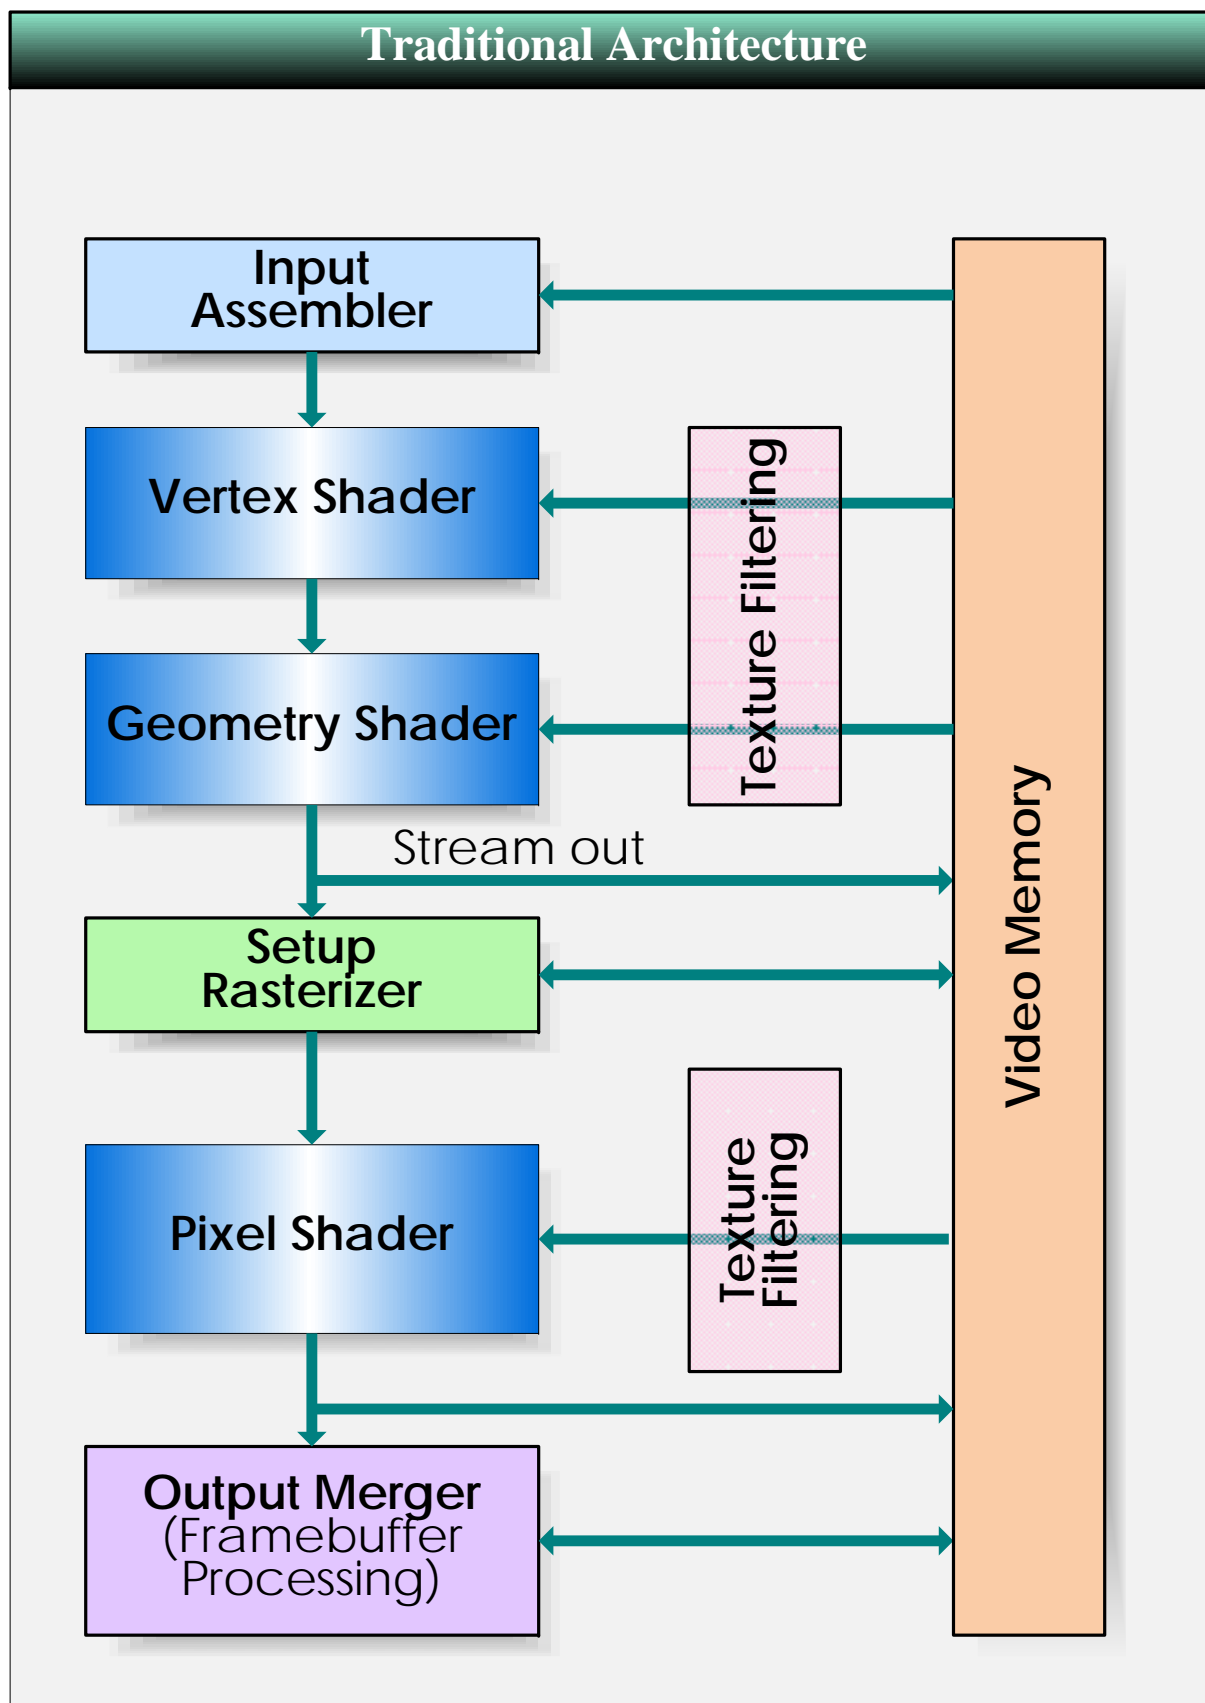 Traditional Architecture
Input
Assembler
Vertex Shader
Texture Filtering
Geometry Shader
Stream out
Setup
Rasterizer
Video Memory
Pixel Shader
Texture
Filtering
Output Merger
(Framebuffer
Processing)